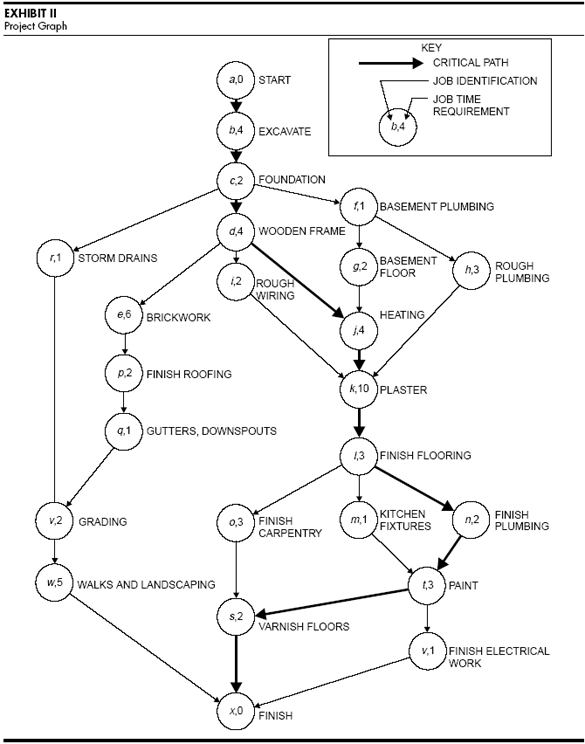 EXHIBIT II
Project Graph
KEY
CRITICAL PATH
JOB IDENTIFICATION
JOB TIME
REQUIREMENT
b,4
a,0 START
b,4 EXCAVATE
c,2 FOUNDATION
f,1 BASEMENT PLUMBING
d,4 WOODEN FRAME
r,1 STORM DRAINS
i,2 ROUGH
WIRING
g,2 BASEMENT
FLOOR
h,3 ROUGH
PLUMBING
e,6 BRICKWORK
HEATING
j,4
p,2 FINISH ROOFING
k,10 PLASTER
q,1 GUTTERS, DOWNSPOUTS
l,3 FINISH FLOORING
v,2 GRADING
o,3 FINISH
CARPENTRY
m,1 KITCHEN
FIXTURES
n,2 FINISH
PLUMBING
w,5 WALKS AND LANDSCAPING
t,3 PAINT
s,2 VARNISH FLOORS
v,1 FINISH ELECTRICAL
WORK
x,0 FINISH